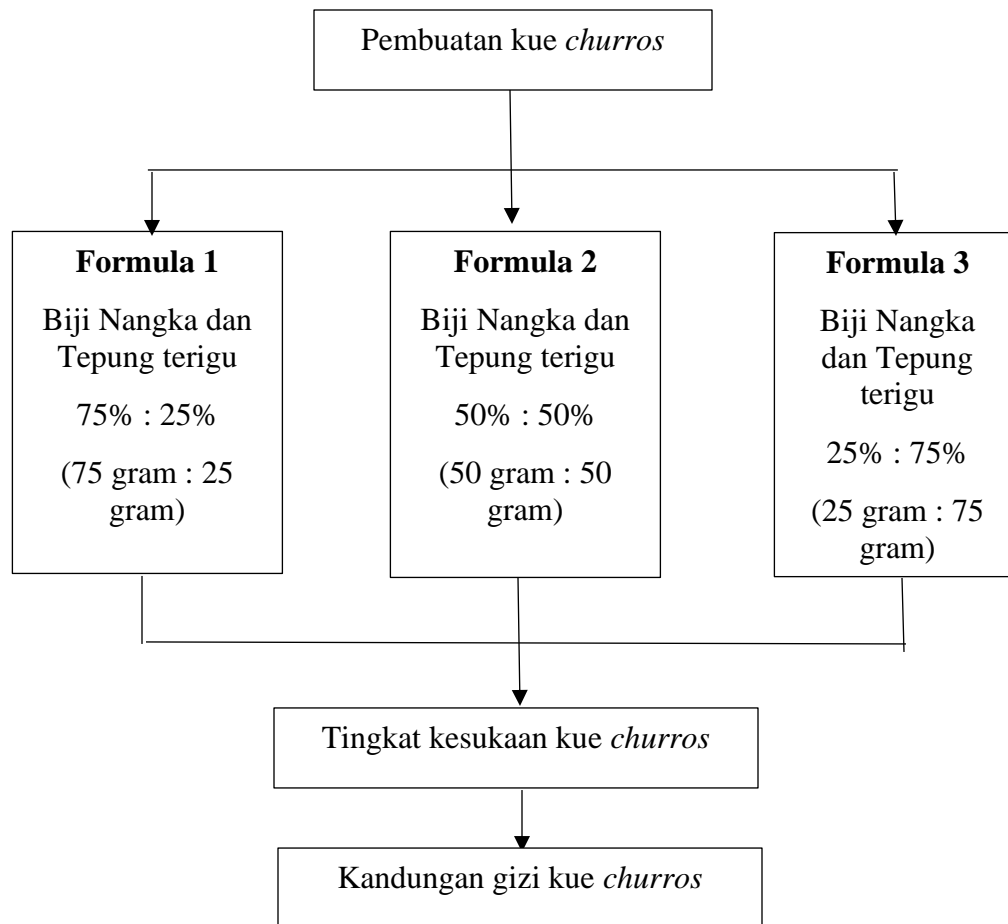 Pembuatan kue churros
Formula 1
Biji Nangka dan
Tepung terigu
75% : 25%
(75 gram : 25
gram)
Formula 2
Biji Nangka dan
Tepung terigu
50% : 50%
(50 gram : 50
gram)
Formula 3
Biji Nangka
dan Tepung
terigu
25% : 75%
(25 gram : 75
gram)
Tingkat kesukaan kue churros
Kandungan gizi kue churros